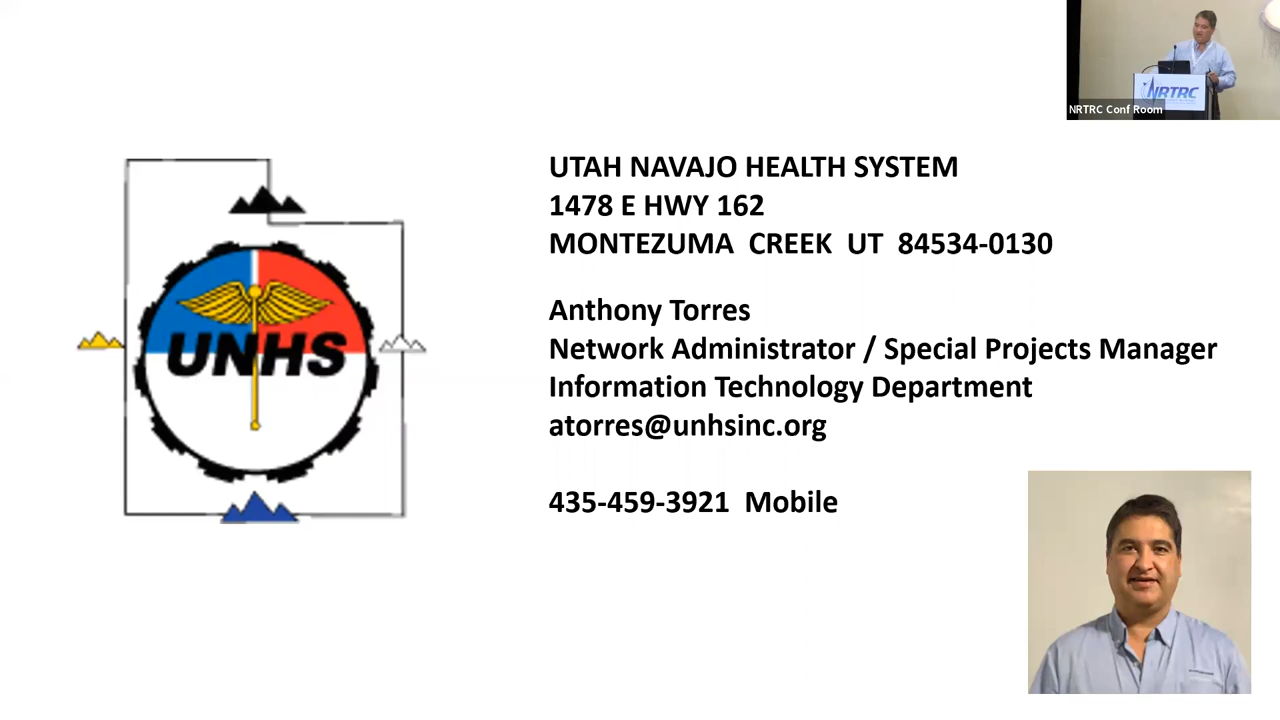 NRTRC
NRTRC Conf Room
UTAH NAVAJO HEALTH SYSTEM
1478 E HWY 162
MONTEZUMA CREEK UT 84534-0130
UNHS
Anthony Torres
Network Administrator / Special Projects Manager
Information Technology Department
atorres@unhsinc.org
435-459-3921 Mobile